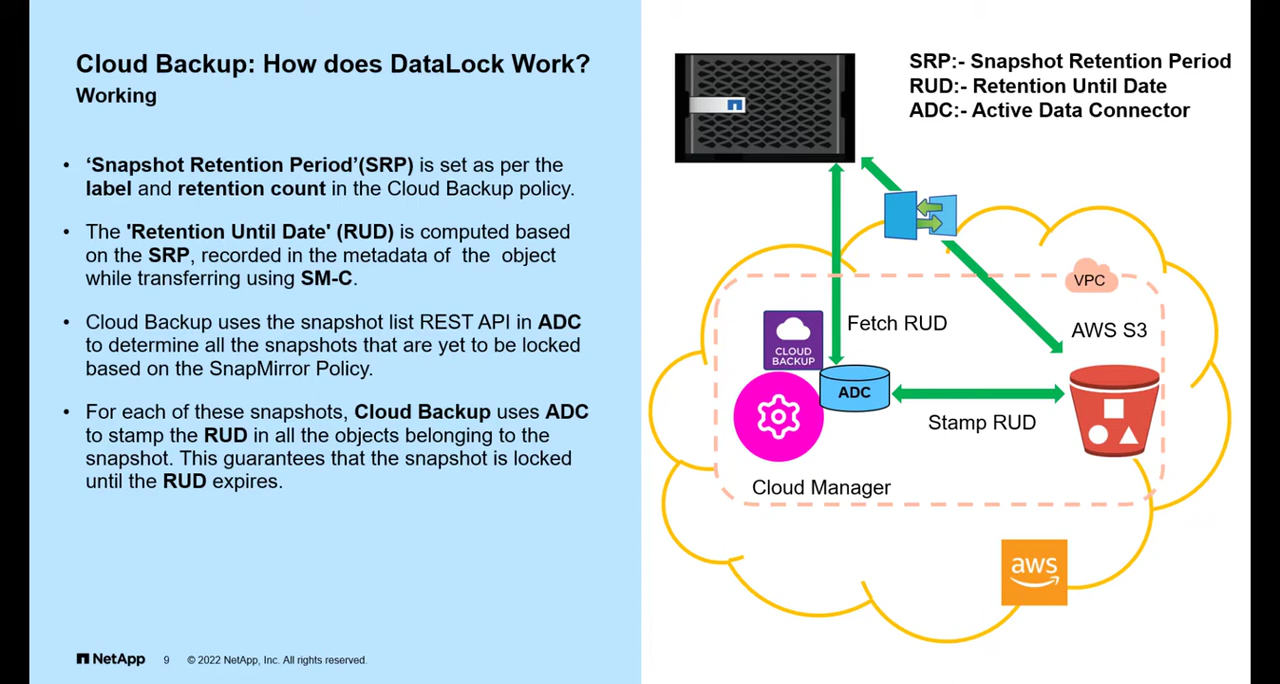 Cloud Backup: How does DataLock Work?
Working
• ‘Snapshot Retention Period’(SRP) is set as per the
label and retention count in the Cloud Backup policy.
• The 'Retention Until Date' (RUD) is computed based
on the SRP, recorded in the metadata of the object
while transferring using SM-C.
• Cloud Backup uses the snapshot list REST API in ADC
to determine all the snapshots that are yet to be locked
based on the SnapMirror Policy.
• For each of these snapshots, Cloud Backup uses ADC
to stamp the RUD in all the objects belonging to the
snapshot. This guarantees that the snapshot is locked
until the RUD expires.
NetApp 9 © 2022 NetApp, Inc. All rights reserved.
SRP:- Snapshot Retention Period
RUD:- Retention Until Date
ADC:- Active Data Connector
VPC
Fetch RUD
AWS S3
CLOUD
BACKUP
ADC
Stamp RUD
Cloud Manager
aws